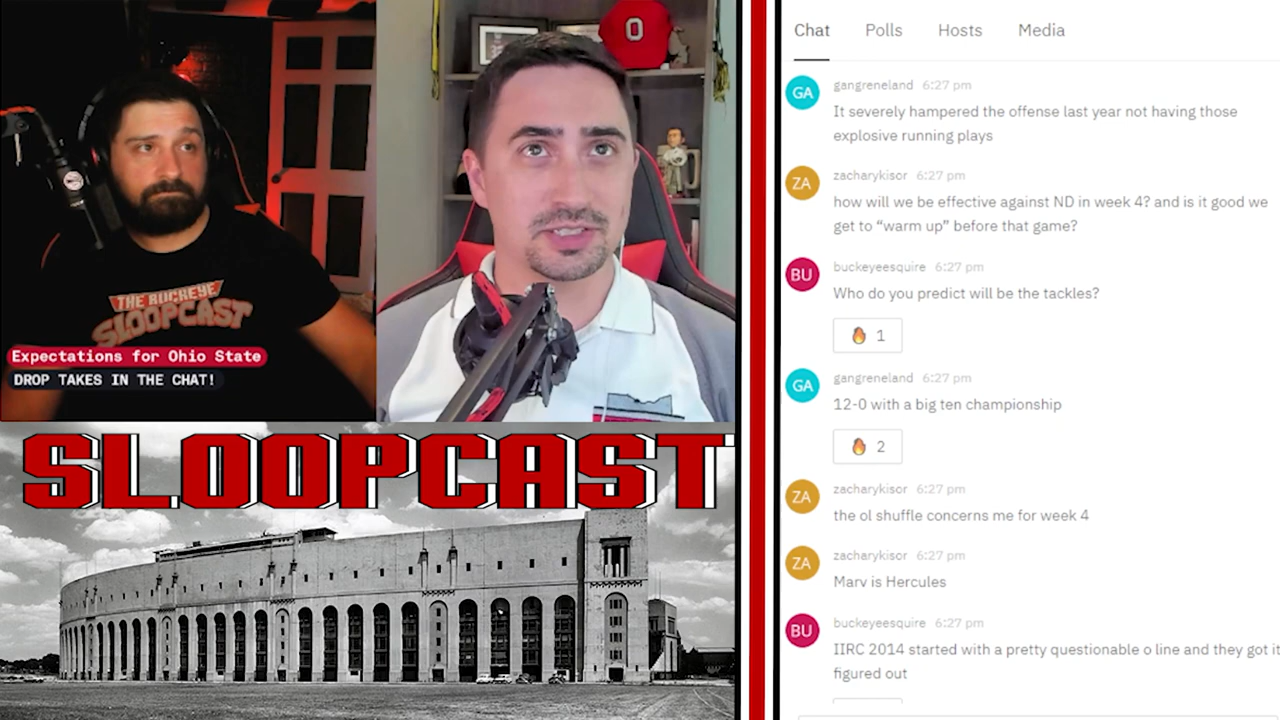 O
THE BUCKEYE
SLOOPCAST
Expectations for Ohio State
DROP TAKES IN THE CHAT!
SLOOPCAST
Chat Polls Hosts Media
GA gangreneland 6:27 pm
It severely hampered the offense last year not having those
explosive running plays
ZA zacharykisor 6:27 pm
how will we be effective against ND in week 4? and is it good we
get to “warm up” before that game?
BU buckeyeesquire 6:27 pm
Who do you predict will be the tackles?
🔥 1
GA gangreneland 6:27 pm
12-0 with a big ten championship
🔥 2
ZA zacharykisor 6:27 pm
the ol shuffle concerns me for week 4
ZA zacharykisor 6:27 pm
Marv is Hercules
BU buckeyeesquire 6:27 pm
IIRC 2014 started with a pretty questionable o line and they got it
figured out